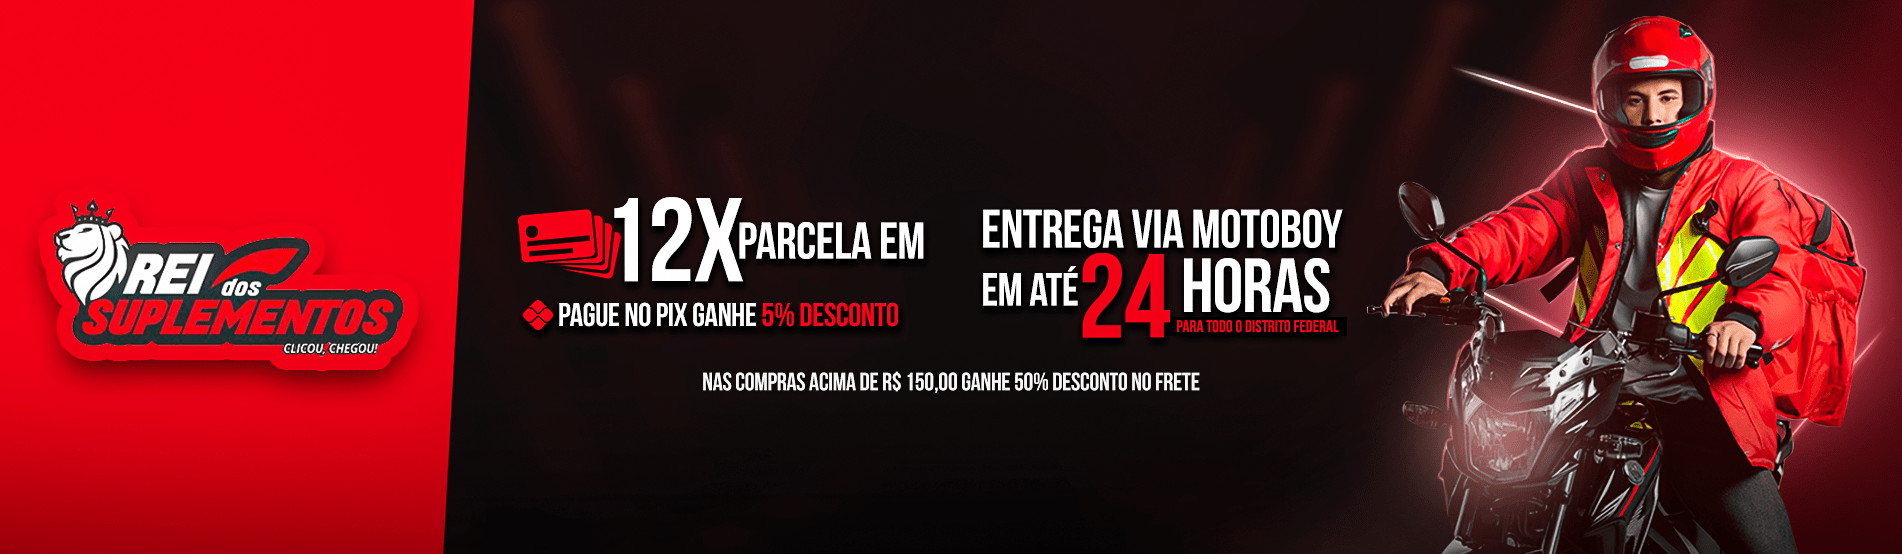 REI dos
SUPLEMENTOS
CLICOU, CHEGOU!
12X PARCELA EM
PAGUE NO PIX GANHE 5% DESCONTO
ENTREGA VIA MOTOBOY
EM ATÉ 24 HORAS
PARA TODO O DISTRITO FEDERAL
NAS COMPRAS ACIMA DE R$ 150,00 GANHE 50% DESCONTO NO FRETE